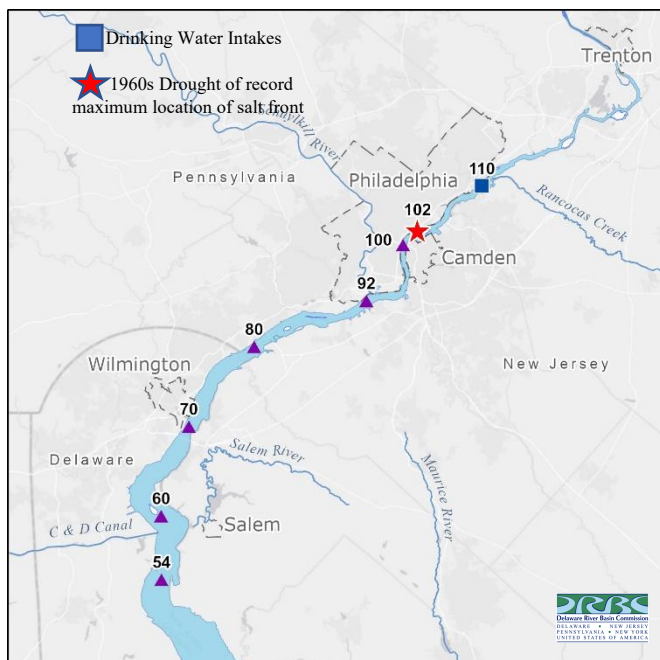 Drinking Water Intakes
1960s Drought of record
maximum location of salt front
Trenton
Schuylkill River
110
Pennsylvania
Philadelphia
Rancocas Creek
102
100
Camden
92
80
New Jersey
Wilmington
70
Salem River
Delaware
Maurice River
60
C & D Canal
Salem
54
DRBC
Delaware River Basin Commission
DELAWARE • NEW JERSEY
PENNSYLVANIA • NEW YORK
UNITED STATES OF AMERICA